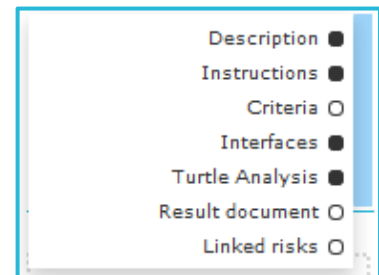 Description
Instructions
Criteria
Interfaces
Turtle Analysis
Result document
Linked risks